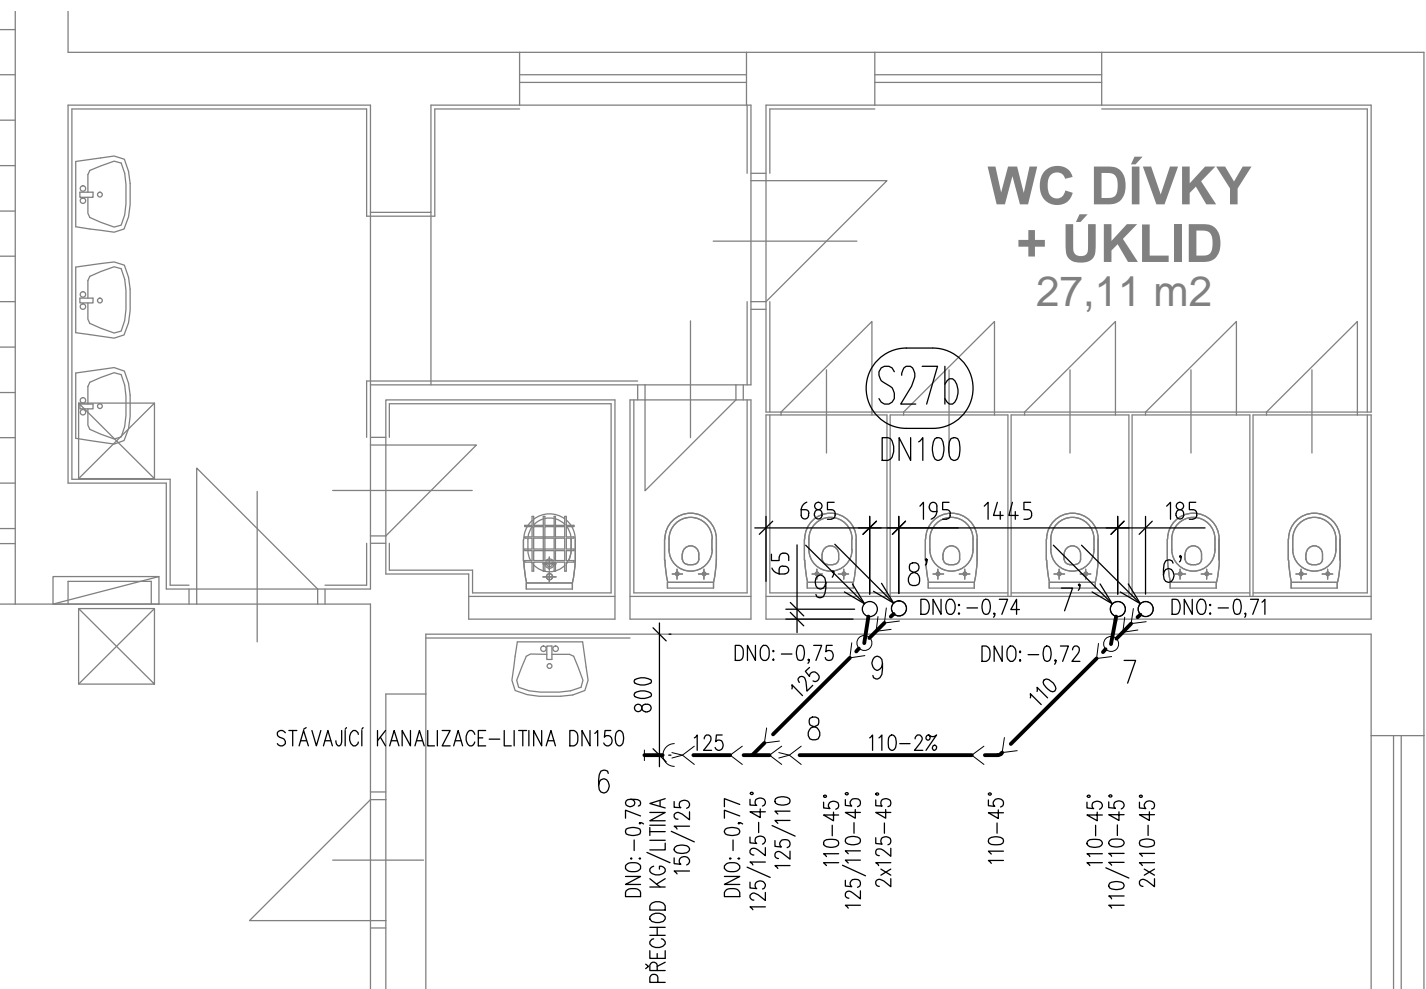 WC DÍVKY
+ ÚKLID
27,11 m2
S27b
DN100
685
195
1445
185
65
9'
8'
7'
6'
DNO:-0,74
DNO:-0,71
DNO:-0,75
9
DNO:-0,72
7
800
125
110
8
STÁVAJÍCÍ KANALIZACE-LITINA DN150
125
110-2%
6
DNO:-0,79
PŘECHOD KG/LITINA
150/125
DNO:-0,77
125/125-45°
125/110
110-45°
125/110-45°
2x125-45°
110-45°
110-45°
110/110-45°
2x110-45°